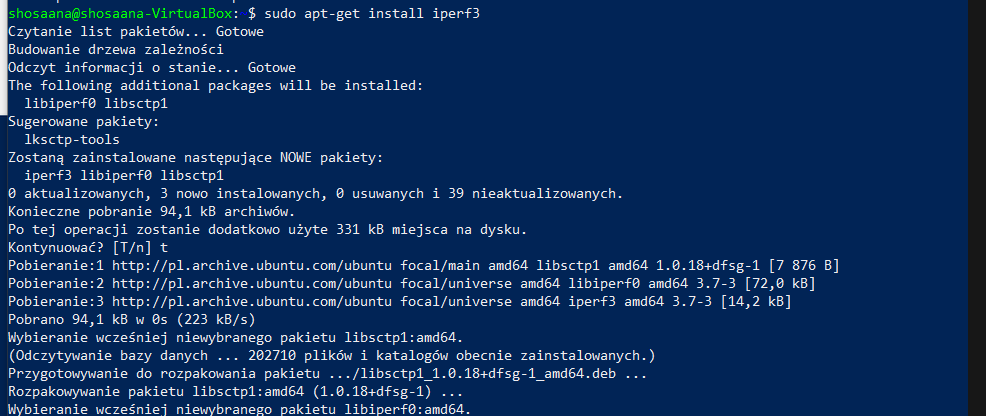 shosaana@shosaana-VirtualBox:~$ sudo apt-get install iperf3
Czytanie list pakietów... Gotowe
Budowanie drzewa zależności
Odczyt informacji o stanie... Gotowe
The following additional packages will be installed:
  libiperf0 libsctp1
Sugerowane pakiety:
  lksctp-tools
Zostaną zainstalowane następujące NOWE pakiety:
  iperf3 libiperf0 libsctp1
0 aktualizowanych, 3 nowo instalowanych, 0 usuwanych i 39 nieaktualizowanych.
Konieczne pobranie 94,1 kB archiwów.
Po tej operacji zostanie dodatkowo użyte 331 kB miejsca na dysku.
Kontynuować? [T/n] t
Pobieranie:1 http://pl.archive.ubuntu.com/ubuntu focal/main amd64 libsctp1 amd64 1.0.18+dfsg-1 [7 876 B]
Pobieranie:2 http://pl.archive.ubuntu.com/ubuntu focal/universe amd64 libiperf0 amd64 3.7-3 [72,0 kB]
Pobieranie:3 http://pl.archive.ubuntu.com/ubuntu focal/universe amd64 iperf3 amd64 3.7-3 [14,2 kB]
Pobrano 94,1 kB w 0s (223 kB/s)
Wybieranie wcześniej niewybranego pakietu libsctp1:amd64.
(Odczytywanie bazy danych ... 202710 plików i katalogów obecnie zainstalowanych.)
Przygotowywanie do rozpakowania pakietu .../libsctp1_1.0.18+dfsg-1_amd64.deb ...
Rozpakowywanie pakietu libsctp1:amd64 (1.0.18+dfsg-1) ...
Wybieranie wcześniej niewybranego pakietu libiperf0:amd64.